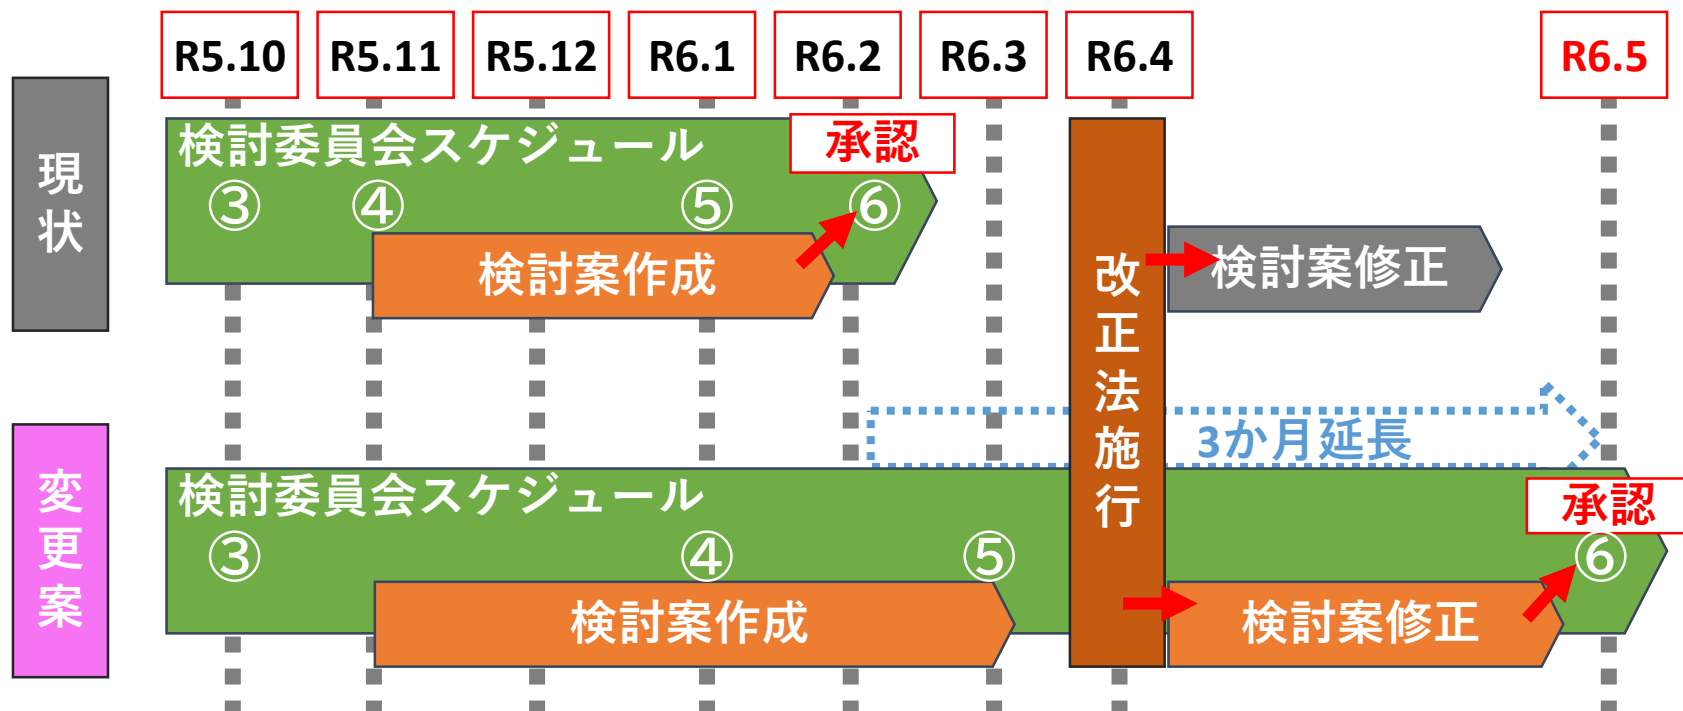 R5.10
R5.11
R5.12
R6.1
R6.2
R6.3
R6.4
R6.5
現状
検討委員会スケジュール
承認
③
④
⑤
⑥
検討案作成
改正法施行
検討案修正
3か月延長
変更案
検討委員会スケジュール
承認
③
④
⑤
⑥
検討案作成
検討案修正